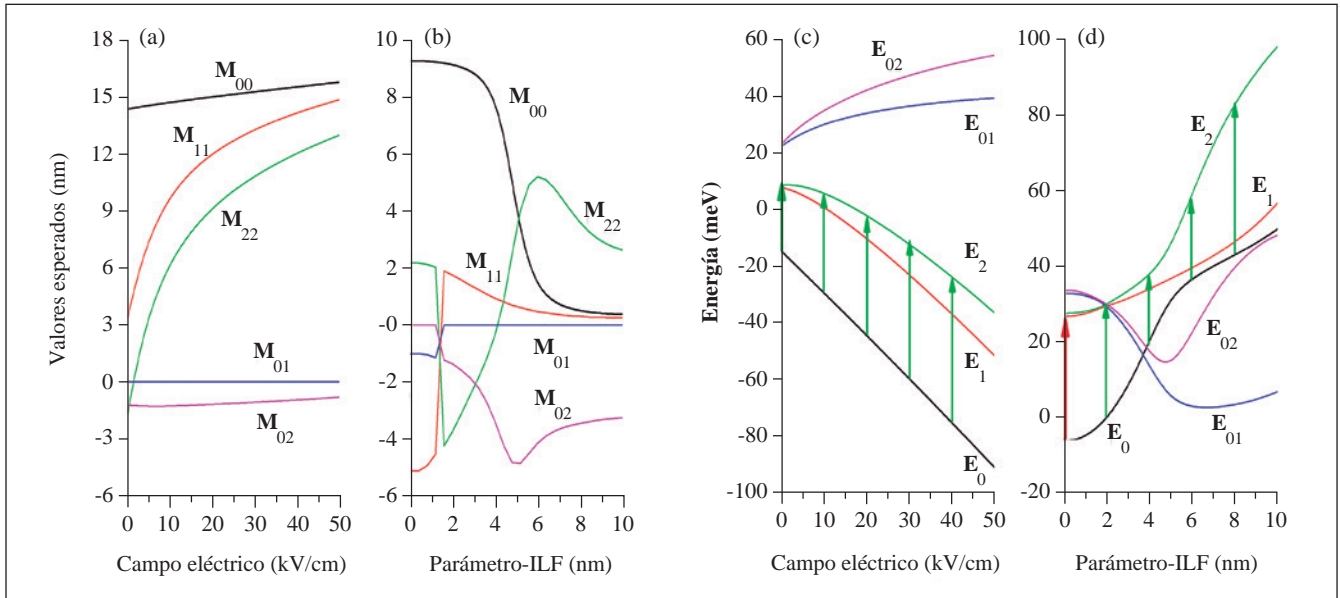 (a)
Valores esperados (nm)
18
15
12
9
6
3
0
-3
-6
M00
M11
M22
M01
M02
0 10 20 30 40 50
Campo eléctrico (kV/cm)
(b)
10
8
6
4
2
-0
-2
-4
-6
M00
M22
M11
M01
M02
0 2 4 6 8 10
Parámetro-ILF (nm)
(c)
Energía (meV)
60
40
20
0
-20
-40
-60
-80
-100
E02
E01
E2
E1
E0
0 10 20 30 40 50
Campo eléctrico (kV/cm)
(d)
100
80
60
40
20
0
-20
E2
E1
E02
E01
E0
0 2 4 6 8 10
Parámetro-ILF (nm)